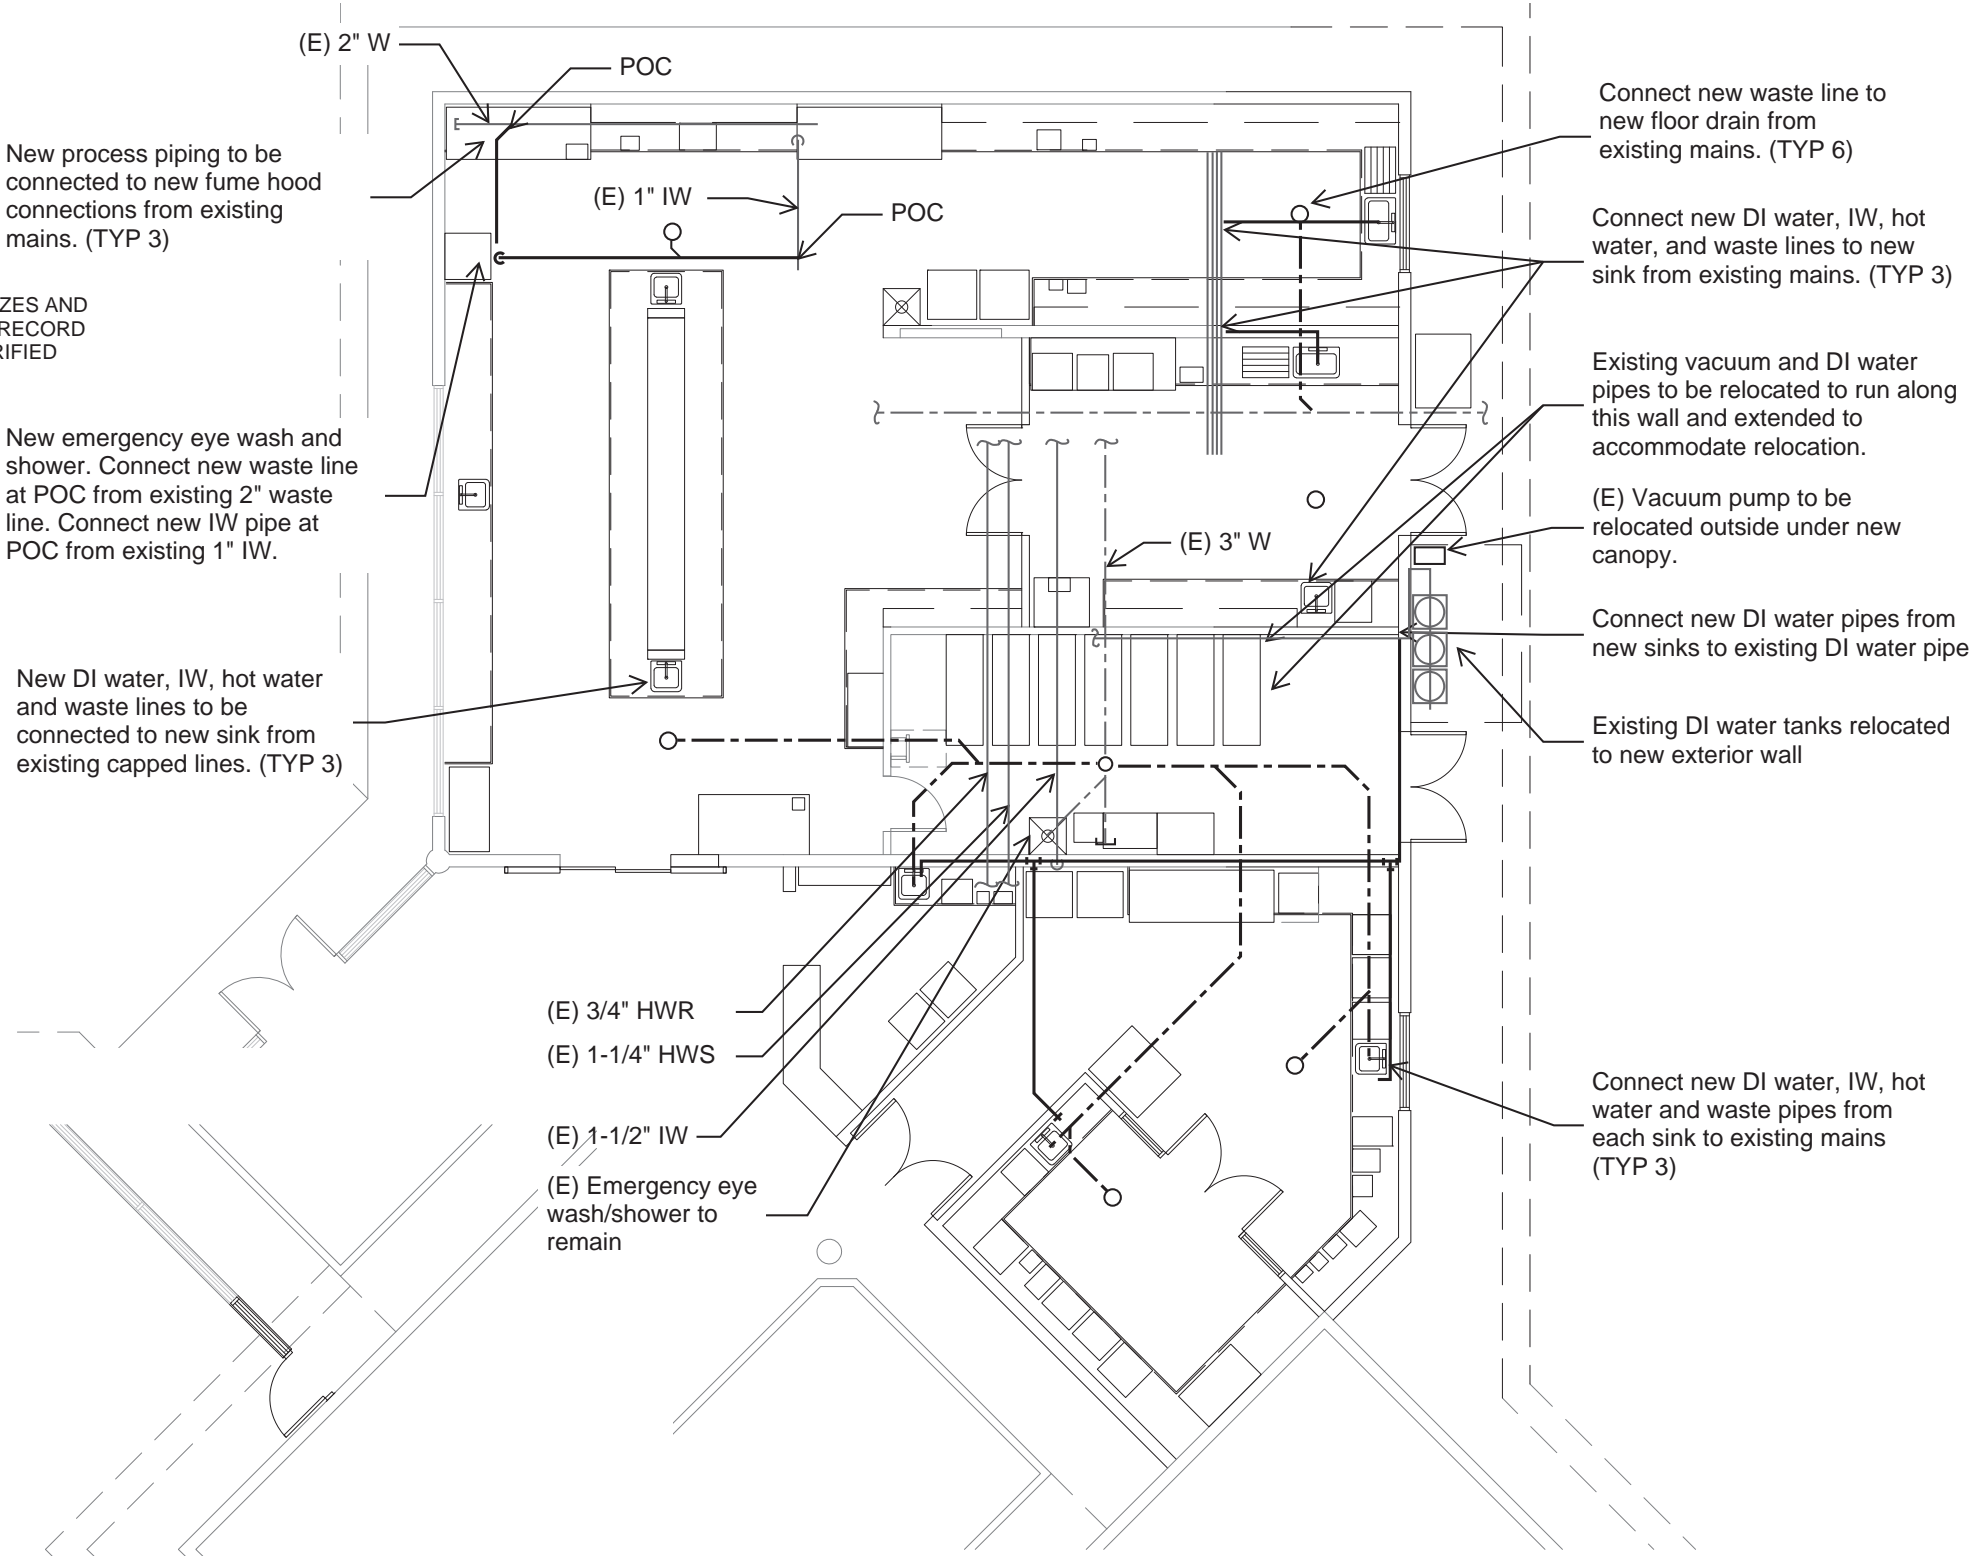 (E) 2" W
POC
New process piping to be
connected to new fume hood
connections from existing
mains. (TYP 3)
(E) 1" IW
POC
ZES AND
RECORD
RIFIED
New emergency eye wash and
shower. Connect new waste line
at POC from existing 2" waste
line. Connect new IW pipe at
POC from existing 1" IW.
New DI water, IW, hot water
and waste lines to be
connected to new sink from
existing capped lines. (TYP 3)
(E) 3" W
(E) 3/4" HWR
(E) 1-1/4" HWS
(E) 1-1/2" IW
(E) Emergency eye
wash/shower to
remain
Connect new waste line to
new floor drain from
existing mains. (TYP 6)
Connect new DI water, IW, hot
water, and waste lines to new
sink from existing mains. (TYP 3)
Existing vacuum and DI water
pipes to be relocated to run along
this wall and extended to
accommodate relocation.
(E) Vacuum pump to be
relocated outside under new
canopy.
Connect new DI water pipes from
new sinks to existing DI water pipe
Existing DI water tanks relocated
to new exterior wall
Connect new DI water, IW, hot
water and waste pipes from
each sink to existing mains
(TYP 3)